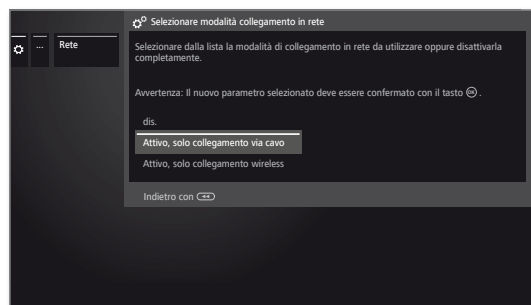 Selezionare modalità collegamento in rete
... Rete
Selezionare dalla lista la modalità di collegamento in rete da utilizzare oppure disattivarla
completamente.
Avvertenza: Il nuovo parametro selezionato deve essere confermato con il tasto OK .
dis.
Attivo, solo collegamento via cavo
Attivo, solo collegamento wireless
Indietro con